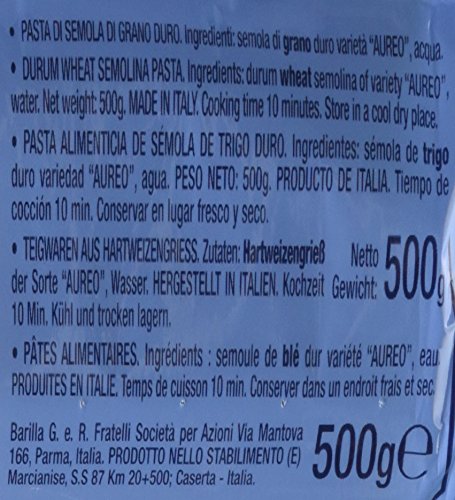 • PASTA DI SEMOLA DI GRANO DURO. Ingredienti: semola di grano duro varietà "AUREO", acqua.
• DURUM WHEAT SEMOLINA PASTA. Ingredients: durum wheat semolina of variety "AUREO",
water. Net weight: 500g. MADE IN ITALY. Cooking time 10 minutes. Store in a cool dry place.
• PASTA ALIMENTICIA DE SÉMOLA DE TRIGO DURO. Ingredientes: sémola de trigo
duro variedad "AUREO", agua. PESO NETO: 500g. PRODUCTO DE ITALIA. Tiempo de
cocción 10 min. Conservar en lugar fresco y seco.
• TEIGWAREN AUS HARTWEIZENGRIESS. Zutaten: Hartweizengrieß
der Sorte "AUREO", Wasser. HERGESTELLT IN ITALIEN. Kochzeit
10 Min. Kühl und trocken lagern.
Netto
Gewicht: 500g
• PÂTES ALIMENTAIRES. Ingrédients : semoule de blé dur variété "AUREO", eau.
PRODUITES EN ITALIE. Temps de cuisson 10 min. Conserver dans un endroit frais et sec.
Barilla G. e. R. Fratelli Società per Azioni Via Mantova
166, Parma, Italia. PRODOTTO NELLO STABILIMENTO (E)
Marcianise, S.S 87 Km 20+500; Caserta - Italia.
500g℮